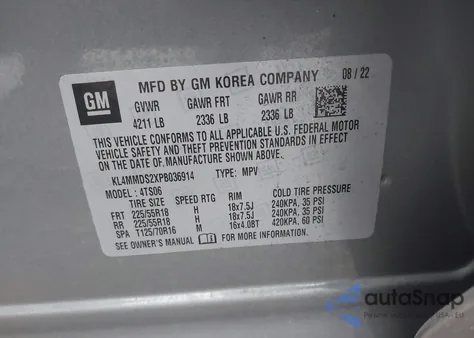 GM
MFD BY GM KOREA COMPANY 08/22
GVWR GAWR FRT GAWR RR
4211 LB 2336 LB 2336 LB
THIS VEHICLE CONFORMS TO ALL APPLICABLE U.S. FEDERAL MOTOR
VEHICLE SAFETY AND THEFT PREVENTION STANDARDS IN EFFECT
ON THE DATE OF MANUFACTURE SHOWN ABOVE.
KL4MMDS2XPB036914 TYPE: MPV
MODEL: 4TS06
TIRE SIZE SPEED RTG RIM COLD TIRE PRESSURE
FRT 225/55R18 H 18x7.5J 240KPA, 35 PSI
RR 225/55R18 H 18x7.5J 240KPA, 35 PSI
SPA T125/70R16 M 16x4.0BT 420KPA, 60 PSI
SEE OWNER'S MANUAL FOR MORE INFORMATION.
autoSnap